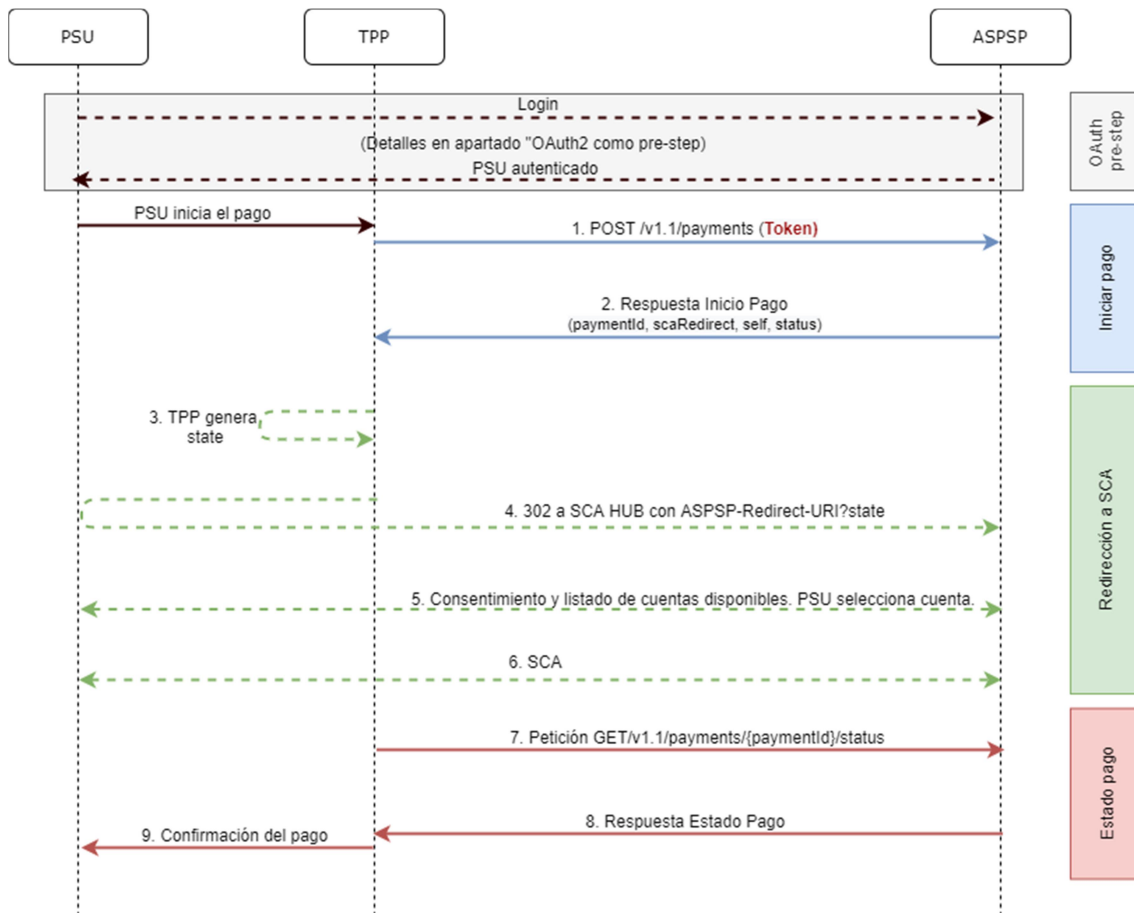 PSU
TPP
ASPSP
Login
(Detalles en apartado "OAuth2 como pre-step)
PSU autenticado
OAuth
pre-step
PSU inicia el pago
1. POST /v1.1/payments (Token)
2. Respuesta Inicio Pago
(paymentId, scaRedirect, self, status)
Iniciar pago
3. TPP genera
state
4. 302 a SCA HUB con ASPSP-Redirect-URI?state
5. Consentimiento y listado de cuentas disponibles. PSU selecciona cuenta.
6. SCA
Redirección a SCA
7. Petición GET/v1.1/payments/{paymentId}/status
8. Respuesta Estado Pago
9. Confirmación del pago
Estado pago